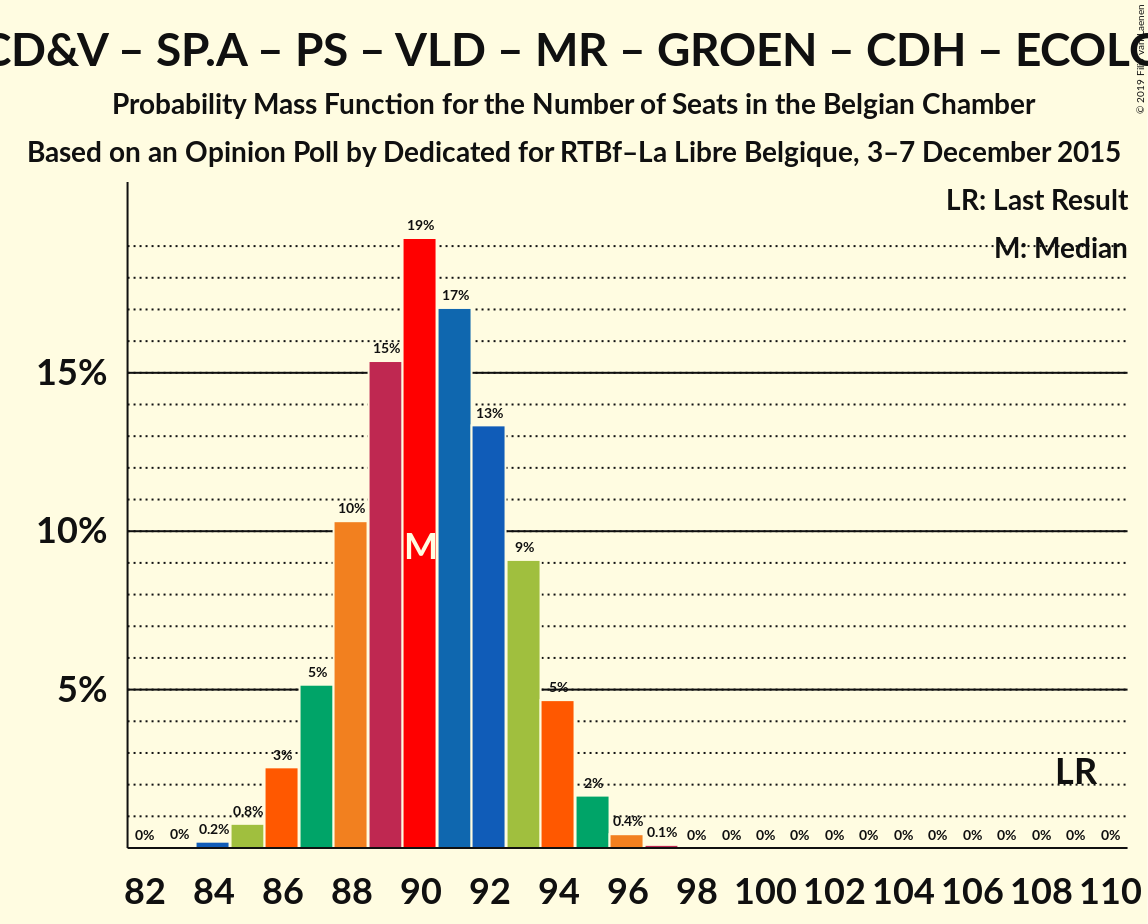 CD&V – SP.A – PS – VLD – MR – GROEN – CDH – ECOLO
Probability Mass Function for the Number of Seats in the Belgian Chamber
Based on an Opinion Poll by Dedicated for RTBf–La Libre Belgique, 3–7 December 2015
© 2019 Filip van Laenen
LR: Last Result
M: Median
15%
10%
5%
0% 0% 0.2% 0.8% 3% 5% 10% 15% 19% 17% 13% 9% 5% 2% 0.4% 0.1% 0% 0% 0% 0% 0% 0% 0% 0% 0% 0% 0% 0% 0%
M
LR
82 84 86 88 90 92 94 96 98 100 102 104 106 108 110